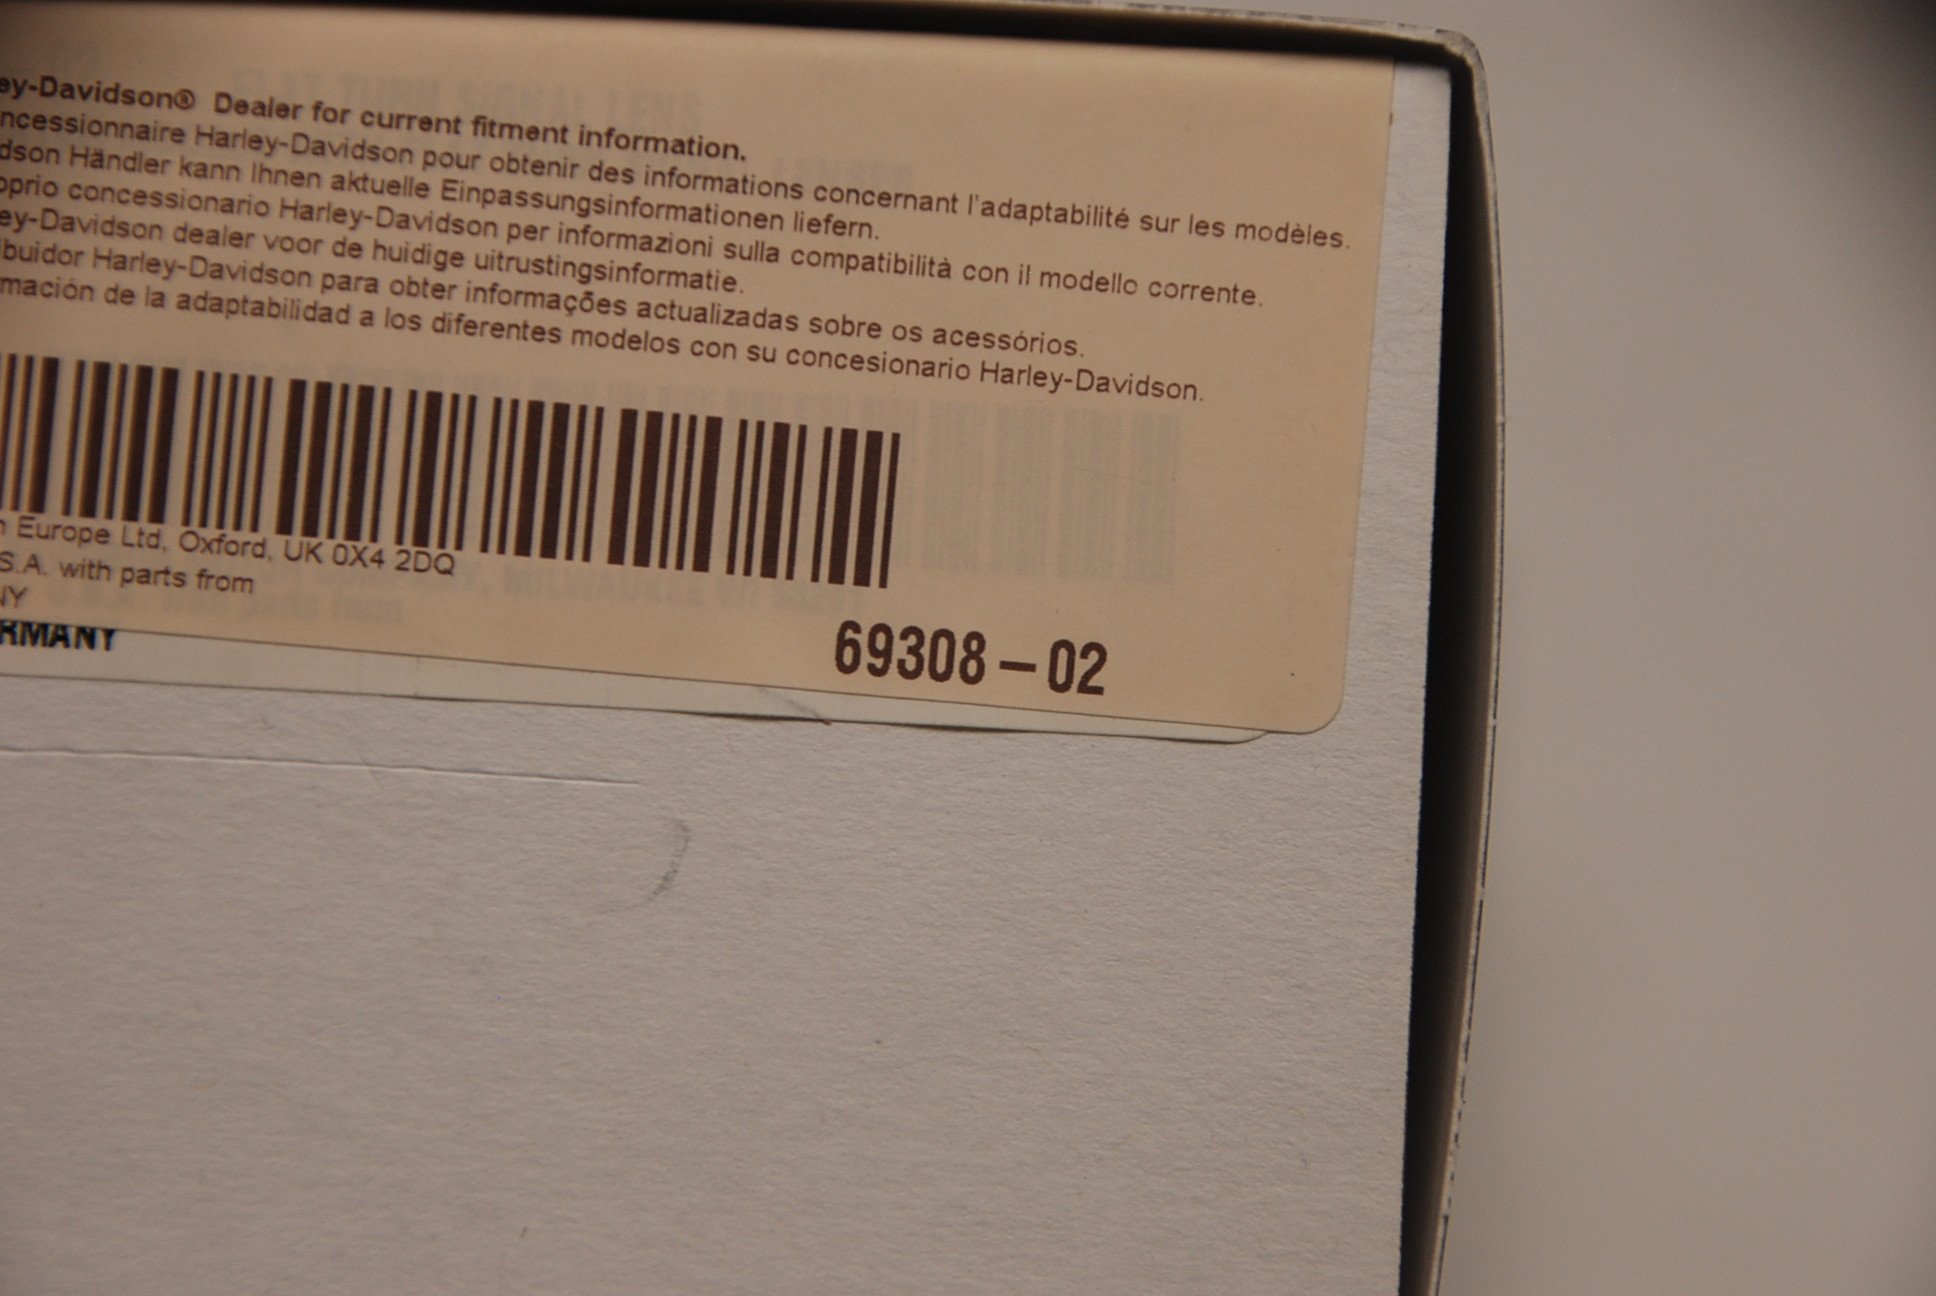 ey-Davidson® Dealer for current fitment information.
ncessionnaire Harley-Davidson pour obtenir des informations concernant l'adaptabilité sur les modèles.
dson Händler kann Ihnen aktuelle Einpassungsinformationen liefern.
oprio concessionario Harley-Davidson per informazioni sulla compatibilità con il modello corrente.
ey-Davidson dealer voor de huidige uitrustingsinformatie.
ibuidor Harley-Davidson para obter informações actualizadas sobre os acessórios.
mación de la adaptabilidad a los diferentes modelos con su concesionario Harley-Davidson.
n Europe Ltd, Oxford, UK 0X4 2DQ
S.A. with parts from
NY
RMANY
69308-02